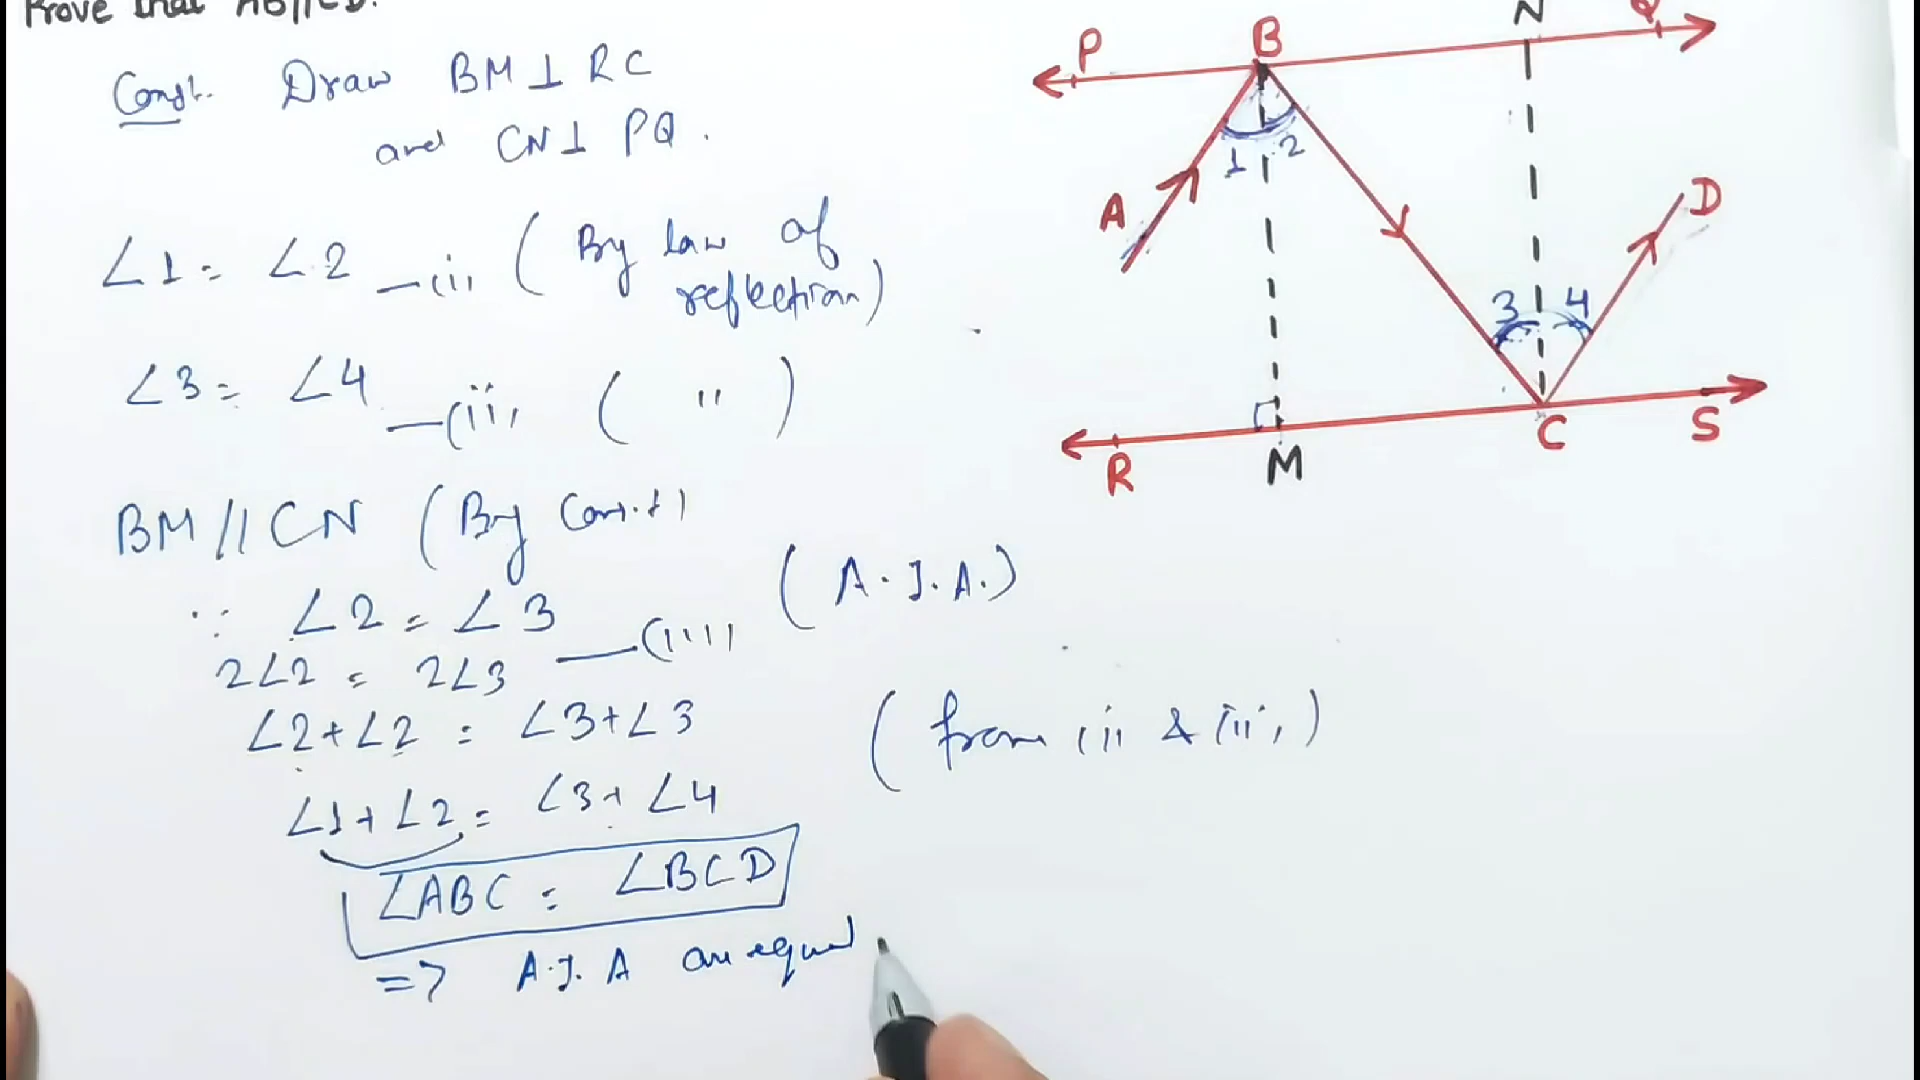 Prove that AB//CD.
Const. Draw BM⊥RC
and CN⊥PQ.
∠1 = ∠2 —(i) (By law of reflection)
∠3 = ∠4 —(ii) ( " )
BM//CN (By Const)
∵ ∠2 = ∠3 —(iii) (A.I.A.)
2∠2 = 2∠3
∠2+∠2 = ∠3+∠3
∠1+∠2 = ∠3+∠4 (from (i) & (ii))
∠ABC = ∠BCD
=> A.I.A are equal
P B N Q
1 2
A D
3 4
R M C S